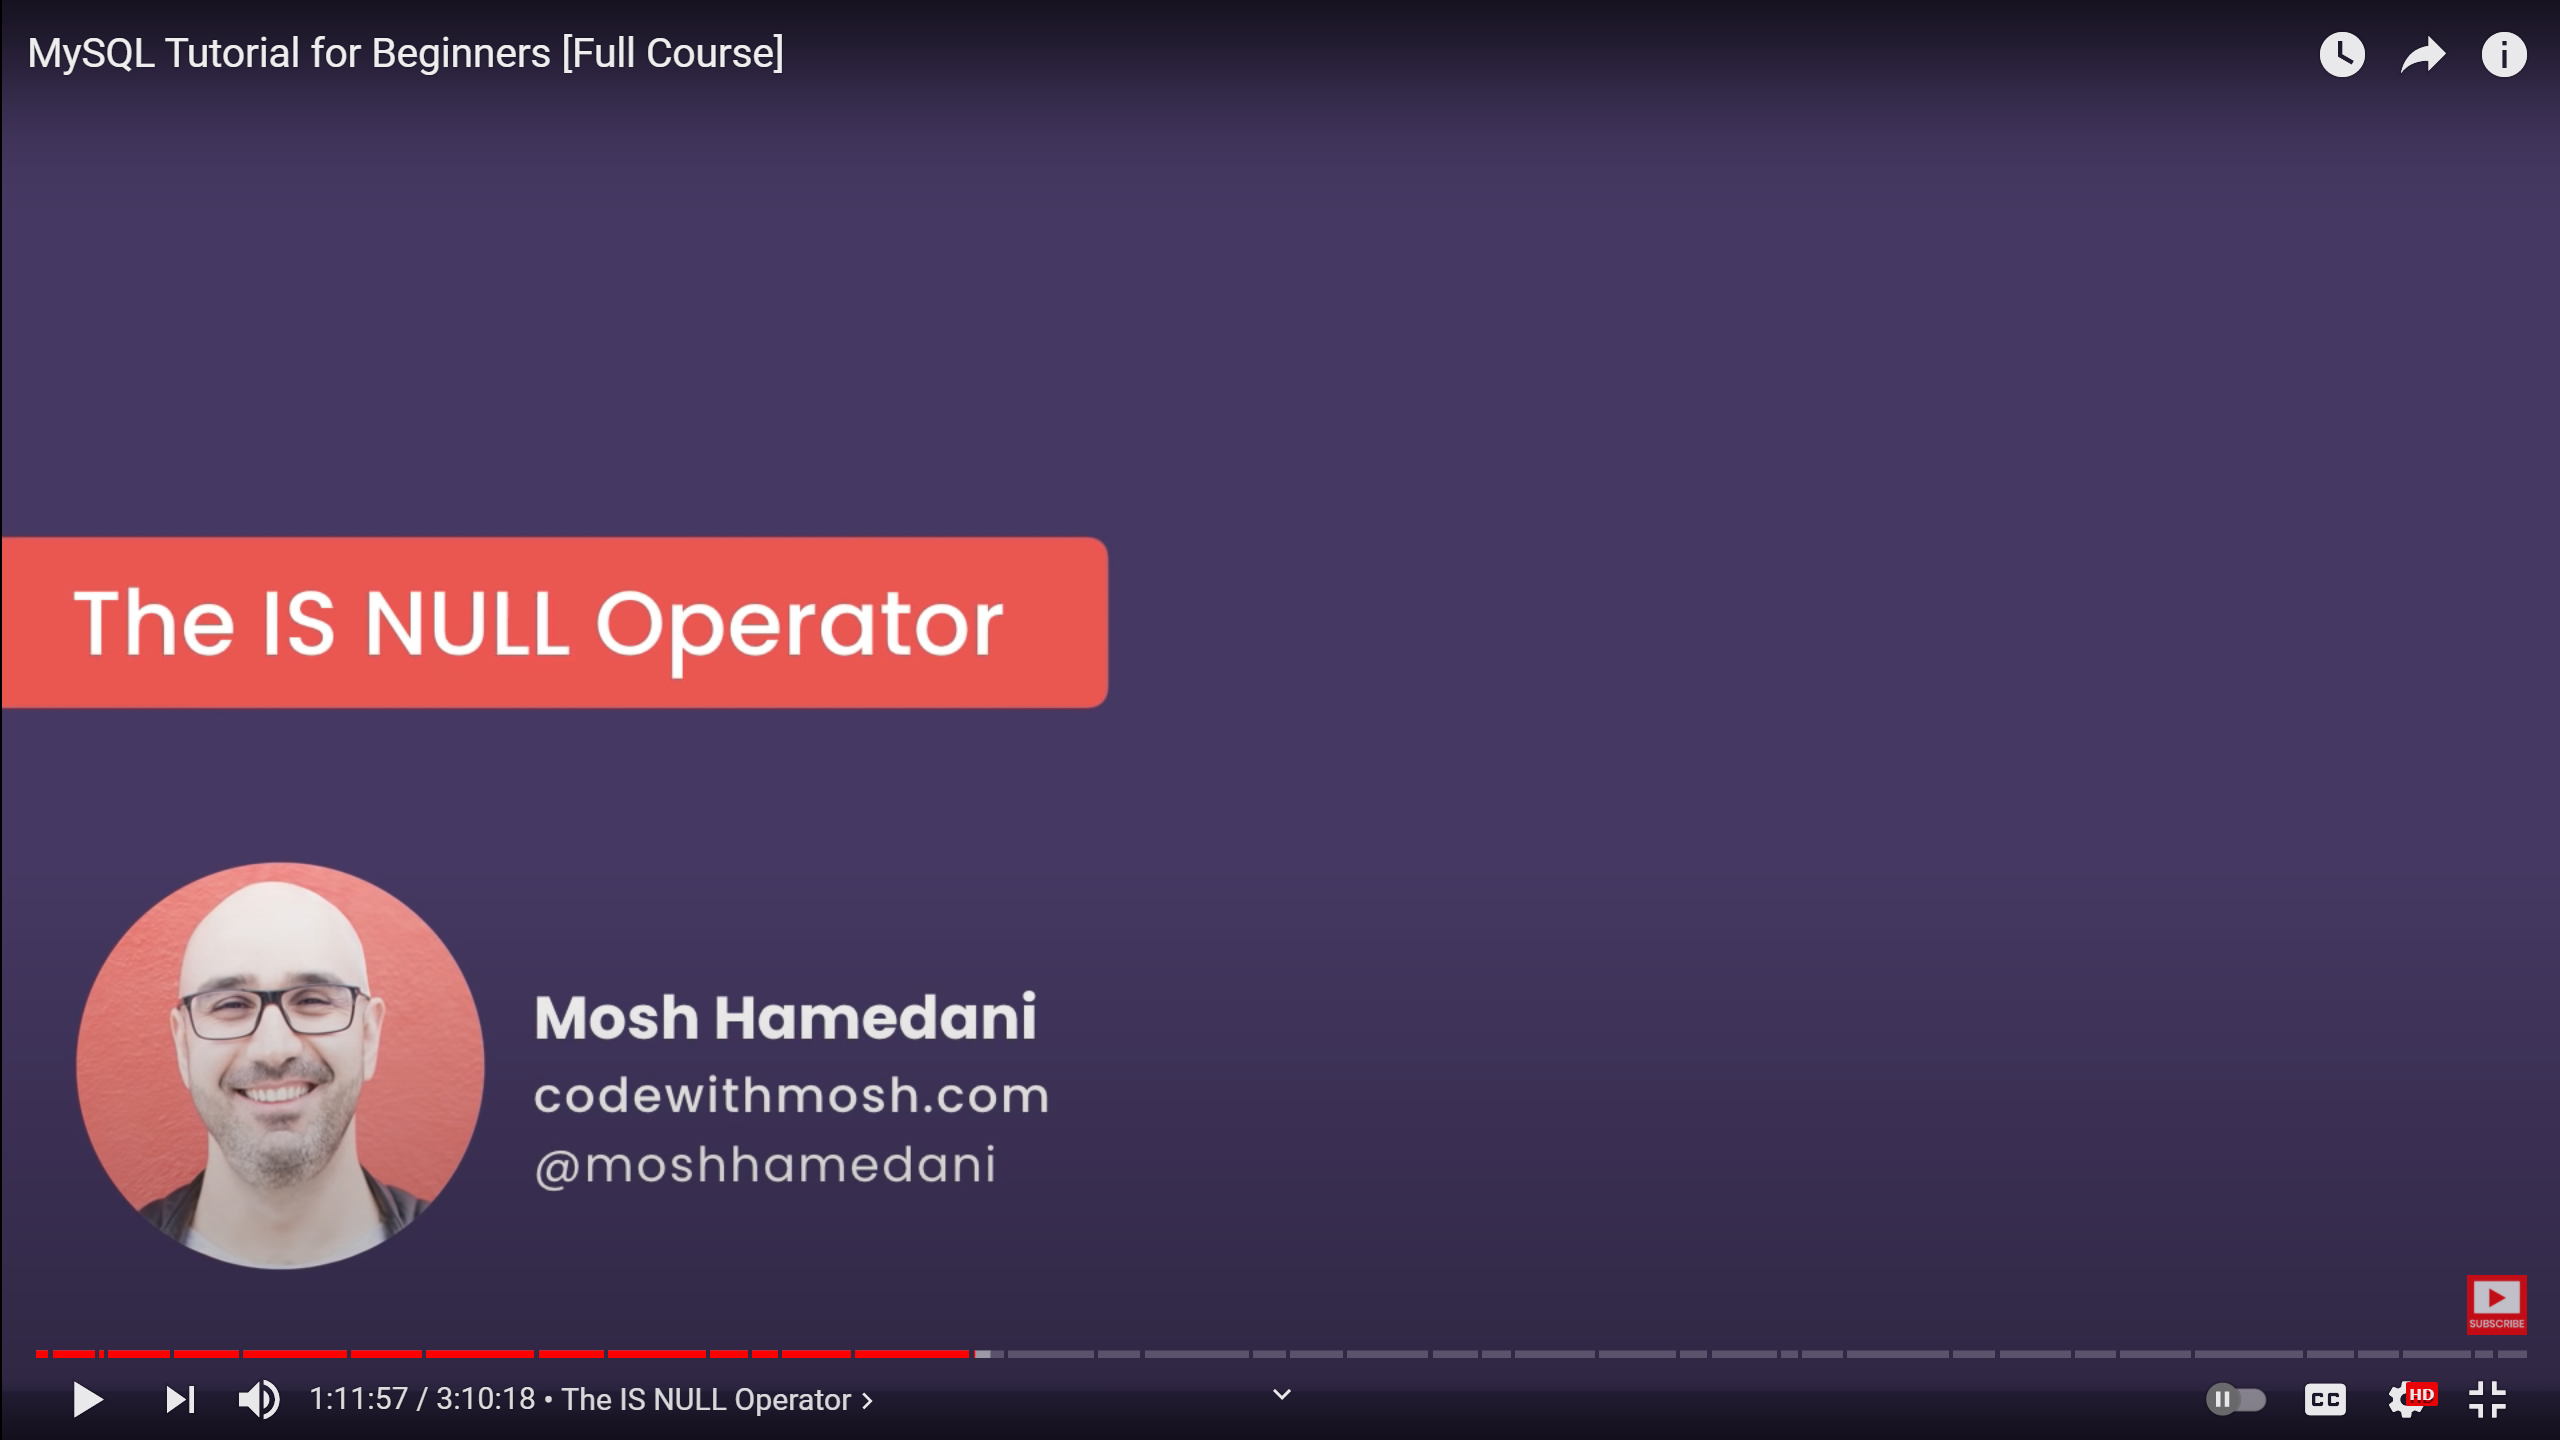 MySQL Tutorial for Beginners [Full Course]
The IS NULL Operator
Mosh Hamedani
codewithmosh.com
@moshhamedani
SUBSCRIBE
1:11:57 / 3:10:18 • The IS NULL Operator
CC
HD